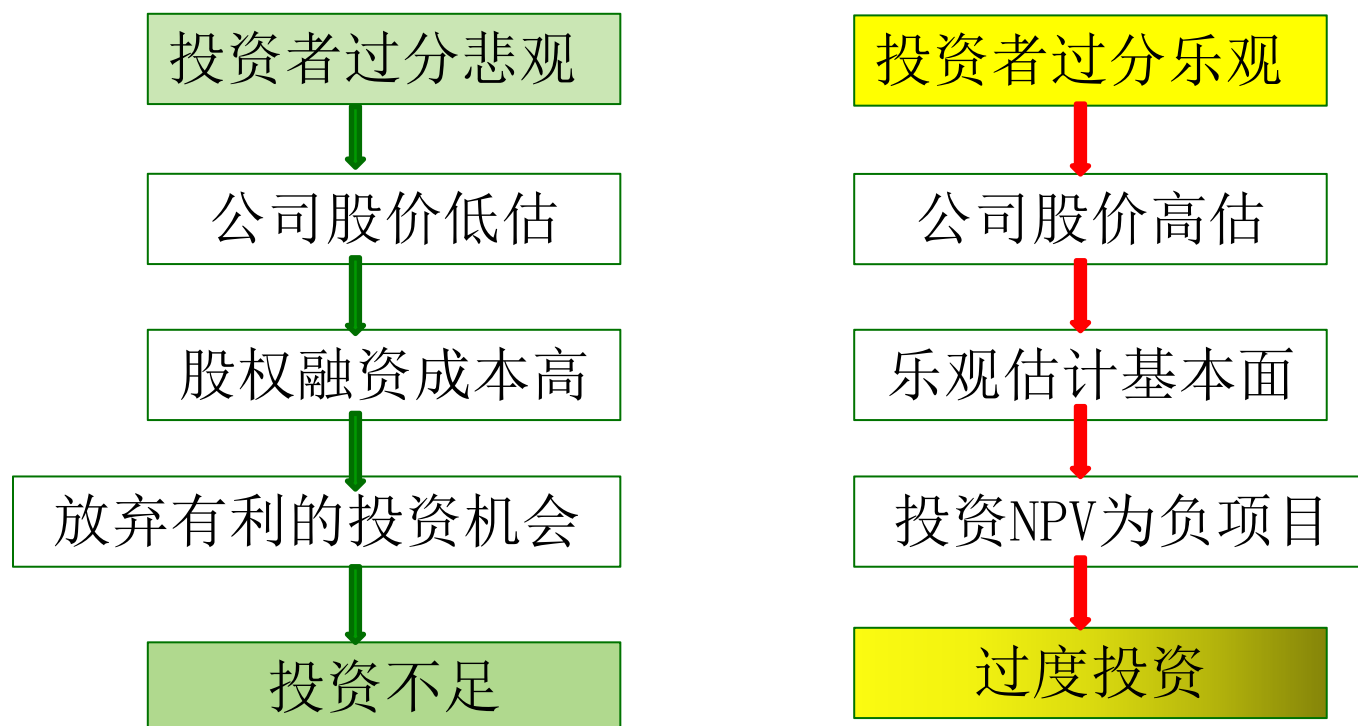 投资者过分悲观
公司股价低估
股权融资成本高
放弃有利的投资机会
投资不足
投资者过分乐观
公司股价高估
乐观估计基本面
投资NPV为负项目
过度投资